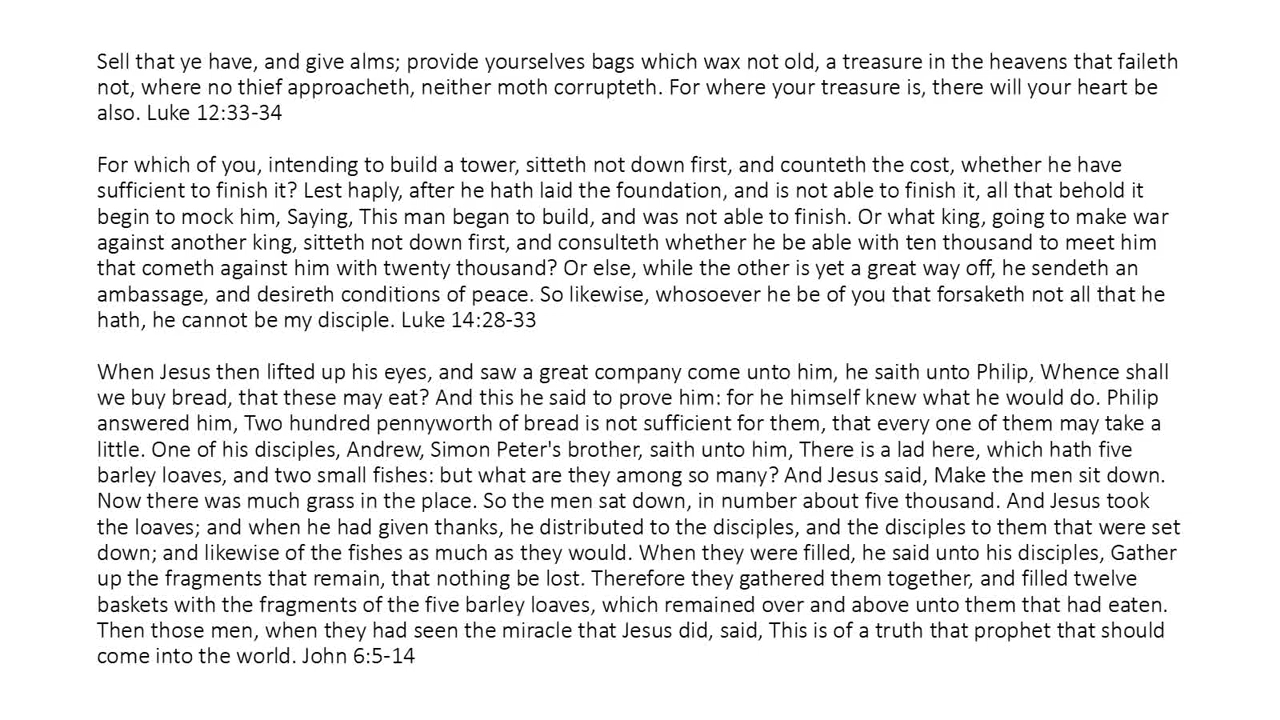 Sell that ye have, and give alms; provide yourselves bags which wax not old, a treasure in the heavens that faileth
not, where no thief approacheth, neither moth corrupteth. For where your treasure is, there will your heart be
also. Luke 12:33-34
For which of you, intending to build a tower, sitteth not down first, and counteth the cost, whether he have
sufficient to finish it? Lest haply, after he hath laid the foundation, and is not able to finish it, all that behold it
begin to mock him, Saying, This man began to build, and was not able to finish. Or what king, going to make war
against another king, sitteth not down first, and consulteth whether he be able with ten thousand to meet him
that cometh against him with twenty thousand? Or else, while the other is yet a great way off, he sendeth an
ambassage, and desireth conditions of peace. So likewise, whosoever he be of you that forsaketh not all that he
hath, he cannot be my disciple. Luke 14:28-33
When Jesus then lifted up his eyes, and saw a great company come unto him, he saith unto Philip, Whence shall
we buy bread, that these may eat? And this he said to prove him: for he himself knew what he would do. Philip
answered him, Two hundred pennyworth of bread is not sufficient for them, that every one of them may take a
little. One of his disciples, Andrew, Simon Peter's brother, saith unto him, There is a lad here, which hath five
barley loaves, and two small fishes: but what are they among so many? And Jesus said, Make the men sit down.
Now there was much grass in the place. So the men sat down, in number about five thousand. And Jesus took
the loaves; and when he had given thanks, he distributed to the disciples, and the disciples to them that were set
down; and likewise of the fishes as much as they would. When they were filled, he said unto his disciples, Gather
up the fragments that remain, that nothing be lost. Therefore they gathered them together, and filled twelve
baskets with the fragments of the five barley loaves, which remained over and above unto them that had eaten.
Then those men, when they had seen the miracle that Jesus did, said, This is of a truth that prophet that should
come into the world. John 6:5-14